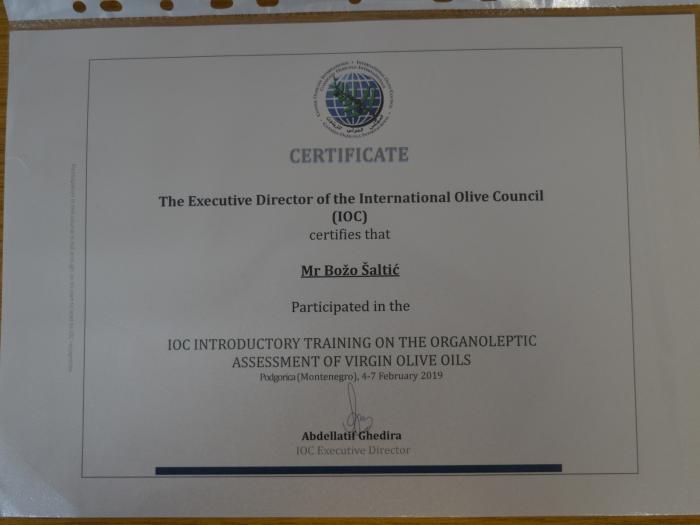 CERTIFICATE
The Executive Director of the International Olive Council
(IOC)
certifies that
Mr Božo Šaltić
Participated in the
IOC INTRODUCTORY TRAINING ON THE ORGANOLEPTIC
ASSESSMENT OF VIRGIN OLIVE OILS
Podgorica (Montenegro), 4-7 February 2019
Abdellatif Ghedira
IOC Executive Director